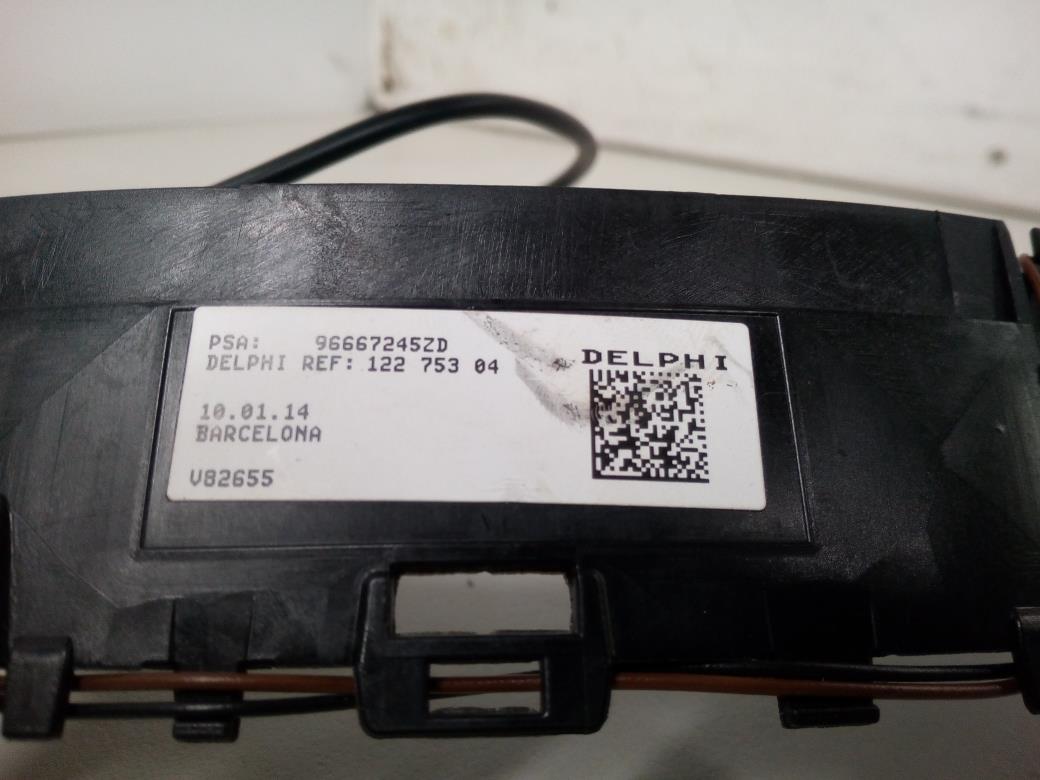 PSA: 96667245ZD
DELPHI REF: 122 753 04
DELPHI
10.01.14
BARCELONA
V82655